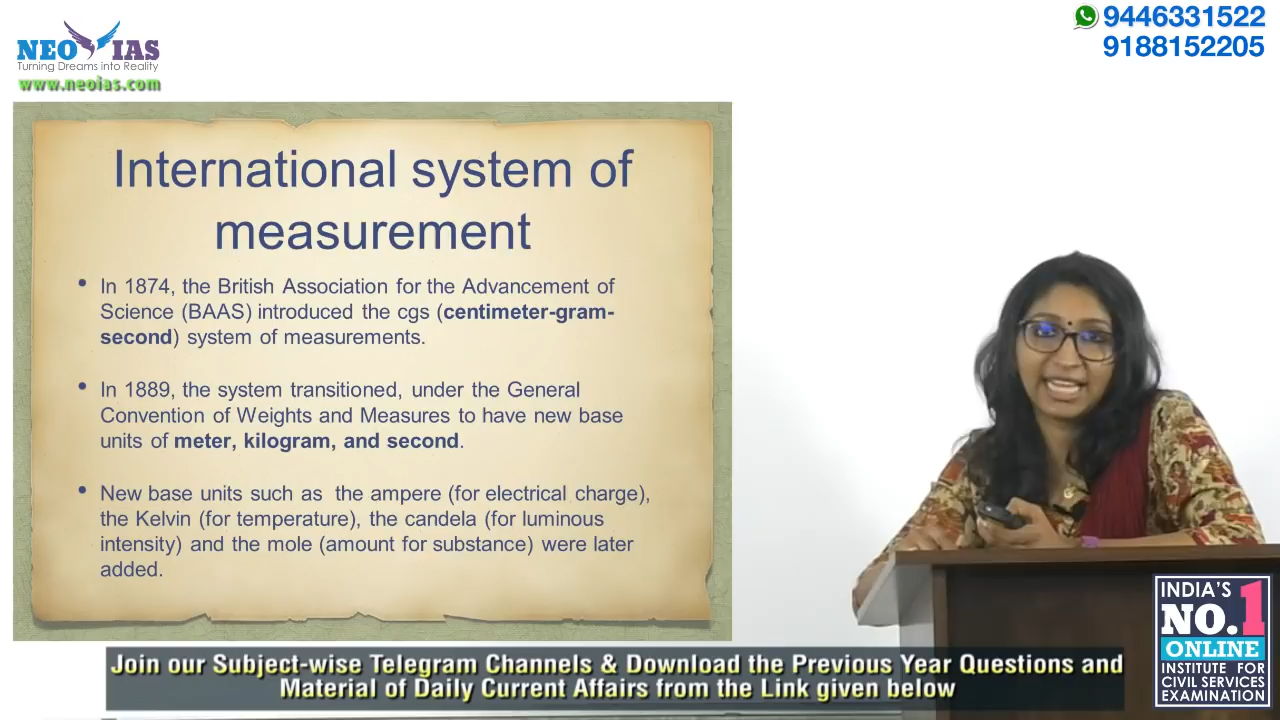 NEO IAS
Turning Dreams into Reality
www.neoias.com
9446331522
9188152205
International system of
measurement
• In 1874, the British Association for the Advancement of
Science (BAAS) introduced the cgs (centimeter-gram-
second) system of measurements.
• In 1889, the system transitioned, under the General
Convention of Weights and Measures to have new base
units of meter, kilogram, and second.
• New base units such as the ampere (for electrical charge),
the Kelvin (for temperature), the candela (for luminous
intensity) and the mole (amount for substance) were later
added.
INDIA'S
NO.1
ONLINE
INSTITUTE FOR
CIVIL SERVICES
EXAMINATION
Join our Subject-wise Telegram Channels & Download the Previous Year Questions and
Material of Daily Current Affairs from the Link given below